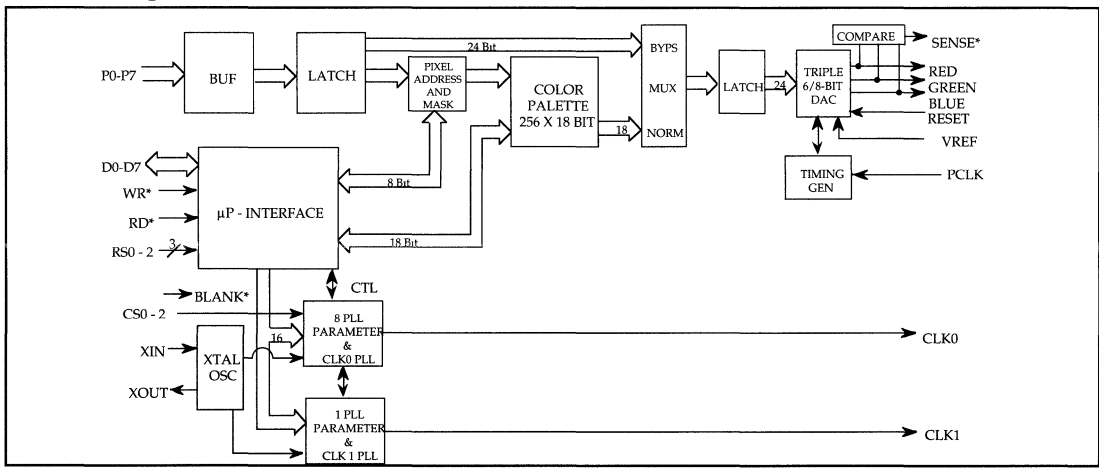 COMPARE
SENSE*
24 Bit
BYPS
P0-P7
BUF
LATCH
PIXEL
ADDRESS
AND
MASK
COLOR
PALETTE
256 X 18 BIT
MUX
LATCH
24
TRIPLE
6/8-BIT
DAC
RED
GREEN
BLUE
RESET
18
NORM
VREF
D0-D7
8 Bit
TIMING
GEN
PCLK
WR*
µP - INTERFACE
RD*
RS0 - 2
3
18 Bit
BLANK*
CTL
CS0 - 2
8 PLL
PARAMETER
&
CLK0 PLL
CLK0
16
XIN
XTAL
OSC
XOUT
1 PLL
PARAMETER
&
CLK 1 PLL
CLK1